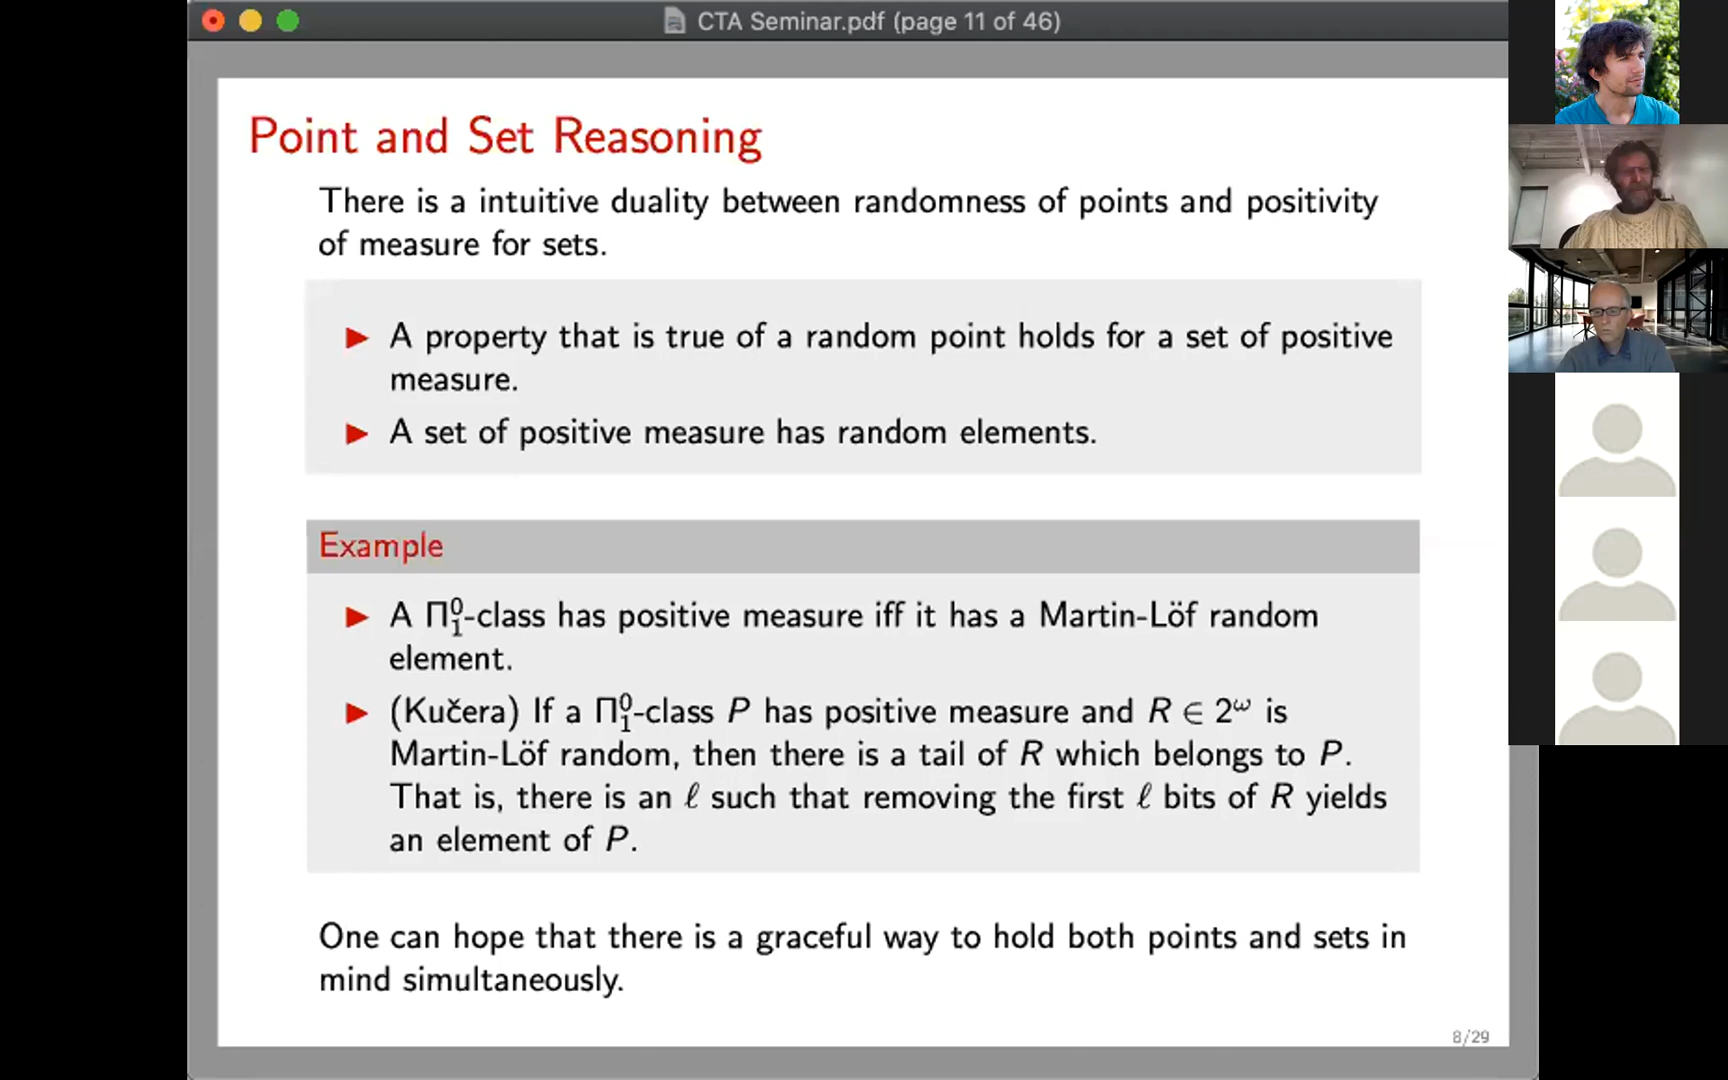 CTA Seminar.pdf (page 11 of 46)
Point and Set Reasoning
There is a intuitive duality between randomness of points and positivity
of measure for sets.
▶ A property that is true of a random point holds for a set of positive
measure.
▶ A set of positive measure has random elements.
Example
▶ A Π⁰₁-class has positive measure iff it has a Martin-Löf random
element.
▶ (Kučera) If a Π⁰₁-class P has positive measure and R ∈ 2^ω is
Martin-Löf random, then there is a tail of R which belongs to P.
That is, there is an ℓ such that removing the first ℓ bits of R yields
an element of P.
One can hope that there is a graceful way to hold both points and sets in
mind simultaneously.
8/29